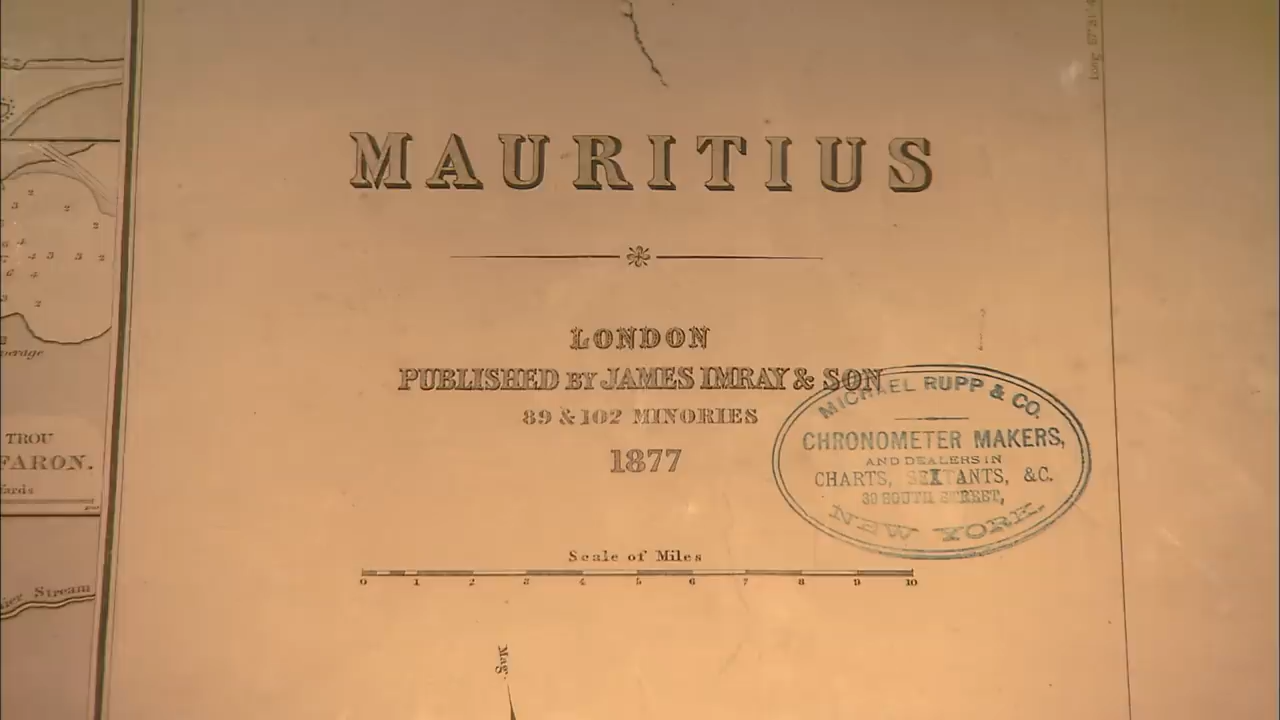 MAURITIUS
LONDON
PUBLISHED BY JAMES IMRAY & SON
89 & 102 MINORIES
1877
MICHAEL RUPP & CO.
CHRONOMETER MAKERS,
AND DEALERS IN
CHARTS, SEXTANTS, &C.
39 SOUTH STREET,
NEW YORK.
Scale of Miles
0 1 2 3 4 5 6 7 8 9 10
Mag.
TROU
FARON.
Stream
Long